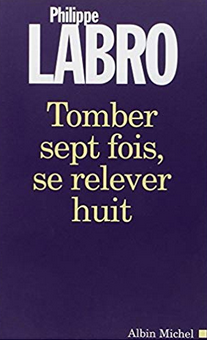 Philippe
LABRO
Tomber
sept fois,
se relever
huit
Albin Michel